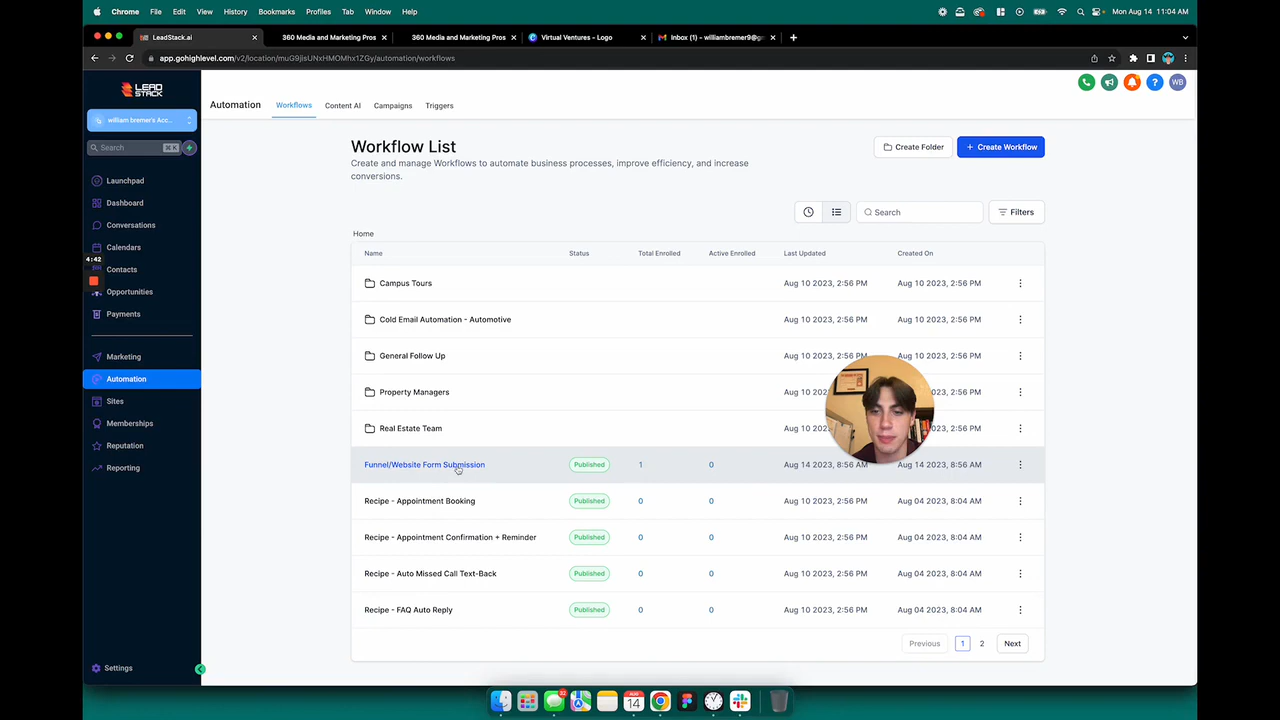 Chrome File Edit View History Bookmarks Profiles Tab Window Help
Mon Aug 14 11:04 AM
LeadStack.ai
360 Media and Marketing Pros
360 Media and Marketing Pros
Virtual Ventures - Logo
Inbox (1) - williambremer9@g
app.gohighlevel.com/v2/location/muG9jisUNxHMOMhx1ZGy/automation/workflows
LEAD
STACK
william bremer's Acc...
Search ⌘K
Launchpad
Dashboard
Conversations
Calendars
4:42
Contacts
Opportunities
Payments
Marketing
Automation
Sites
Memberships
Reputation
Reporting
Settings
Automation Workflows Content AI Campaigns Triggers
WB
Workflow List
Create and manage Workflows to automate business processes, improve efficiency, and increase
conversions.
Create Folder
+ Create Workflow
Search
Filters
Home
Name Status Total Enrolled Active Enrolled Last Updated Created On
Campus Tours Aug 10 2023, 2:56 PM Aug 10 2023, 2:56 PM
Cold Email Automation - Automotive Aug 10 2023, 2:56 PM Aug 10 2023, 2:56 PM
General Follow Up Aug 10 2023, 2:56 PM Aug 10 2023, 2:56 PM
Property Managers Aug 10 2023, 2:56 PM
Real Estate Team Aug 10 2023, 2:56 PM
Funnel/Website Form Submission Published 1 0 Aug 14 2023, 8:56 AM Aug 14 2023, 8:56 AM
Recipe - Appointment Booking Published 0 0 Aug 10 2023, 2:56 PM Aug 04 2023, 8:04 AM
Recipe - Appointment Confirmation + Reminder Published 0 0 Aug 10 2023, 2:56 PM Aug 04 2023, 8:04 AM
Recipe - Auto Missed Call Text-Back Published 0 0 Aug 10 2023, 2:56 PM Aug 04 2023, 8:04 AM
Recipe - FAQ Auto Reply Published 0 0 Aug 10 2023, 2:56 PM Aug 04 2023, 8:04 AM
Previous 1 2 Next
32
AUG
14